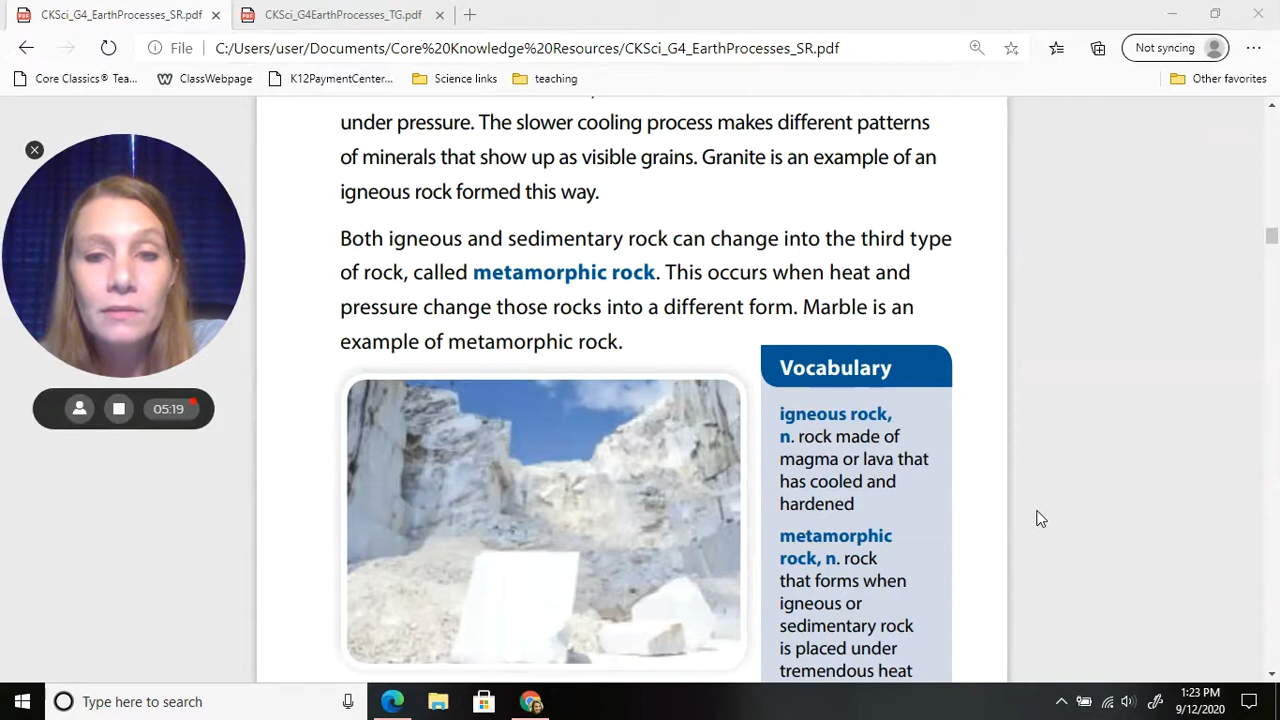 CKSci_G4_EarthProcesses_SR.pdf
CKSci_G4EarthProcesses_TG.pdf
File
C:/Users/user/Documents/Core%20Knowledge%20Resources/CKSci_G4_EarthProcesses_SR.pdf
Not syncing
Core Classics® Tea...
ClassWebpage
K12PaymentCenter...
Science links
teaching
Other favorites
under pressure. The slower cooling process makes different patterns
of minerals that show up as visible grains. Granite is an example of an
igneous rock formed this way.
Both igneous and sedimentary rock can change into the third type
of rock, called metamorphic rock. This occurs when heat and
pressure change those rocks into a different form. Marble is an
example of metamorphic rock.
Vocabulary
igneous rock,
n. rock made of
magma or lava that
has cooled and
hardened
metamorphic
rock, n. rock
that forms when
igneous or
sedimentary rock
is placed under
tremendous heat
05:19
Type here to search
1:23 PM
9/12/2020